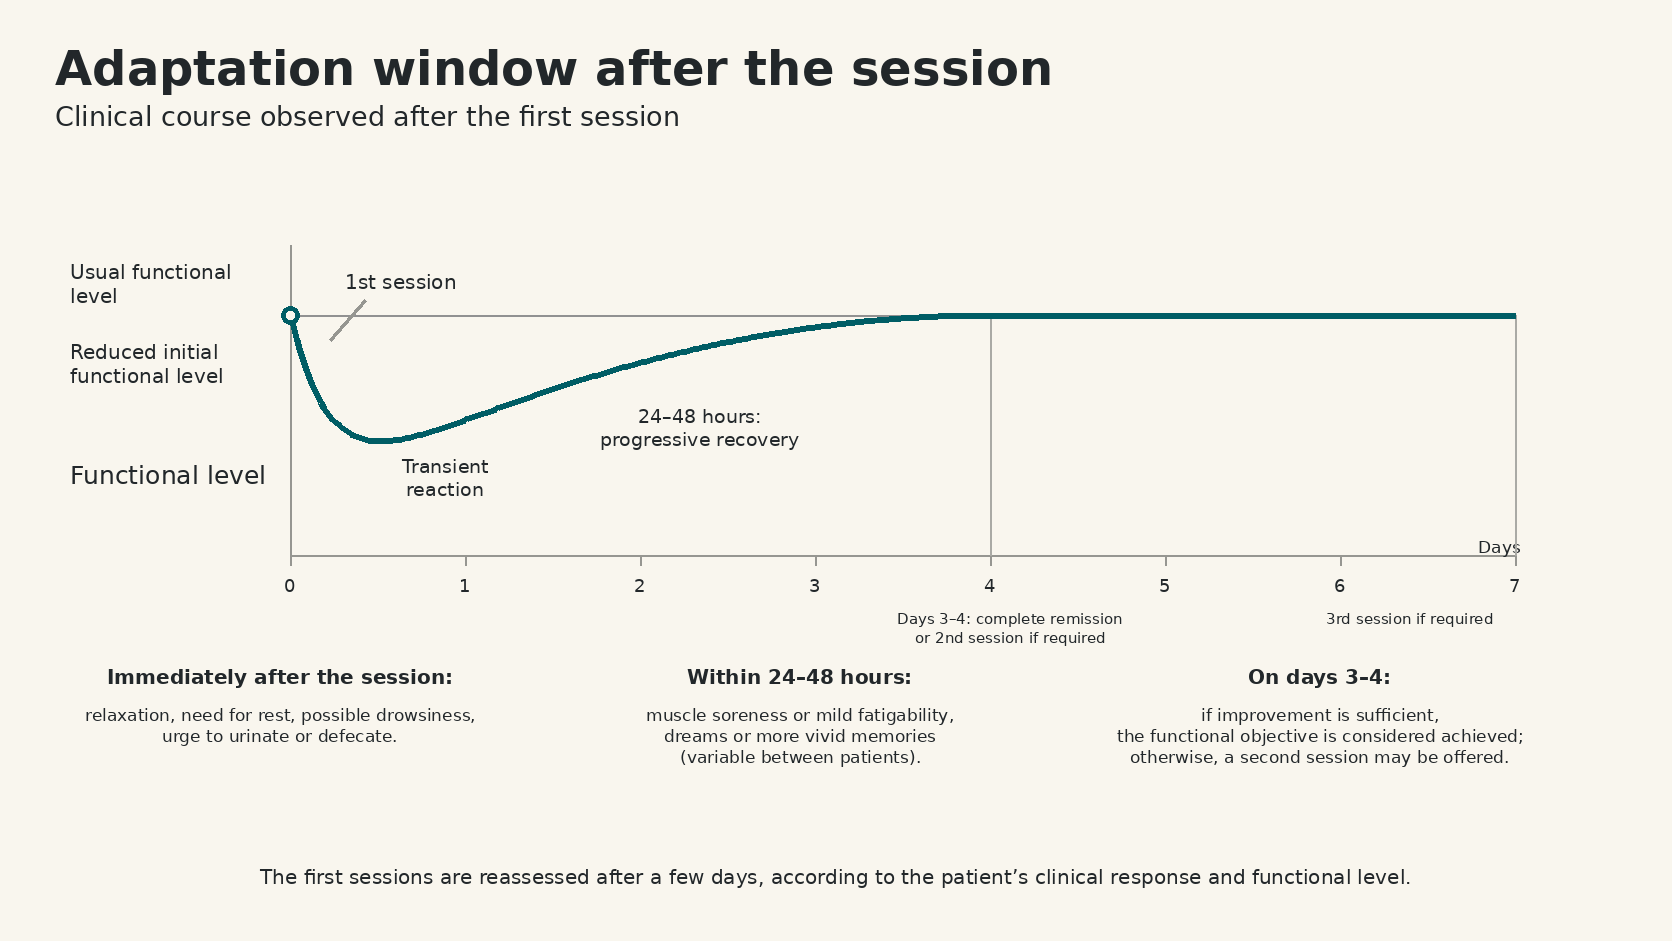 Adaptation window after the session
Clinical course observed after the first session
Usual functional
level
1st session
Reduced initial
functional level
24–48 hours:
progressive recovery
Transient
reaction
Functional level
Days
0 1 2 3 4 5 6 7
Days 3–4: complete remission
or 2nd session if required
3rd session if required
Immediately after the session:
relaxation, need for rest, possible drowsiness,
urge to urinate or defecate.
Within 24–48 hours:
muscle soreness or mild fatigability,
dreams or more vivid memories
(variable between patients).
On days 3–4:
if improvement is sufficient,
the functional objective is considered achieved;
otherwise, a second session may be offered.
The first sessions are reassessed after a few days, according to the patient’s clinical response and functional level.